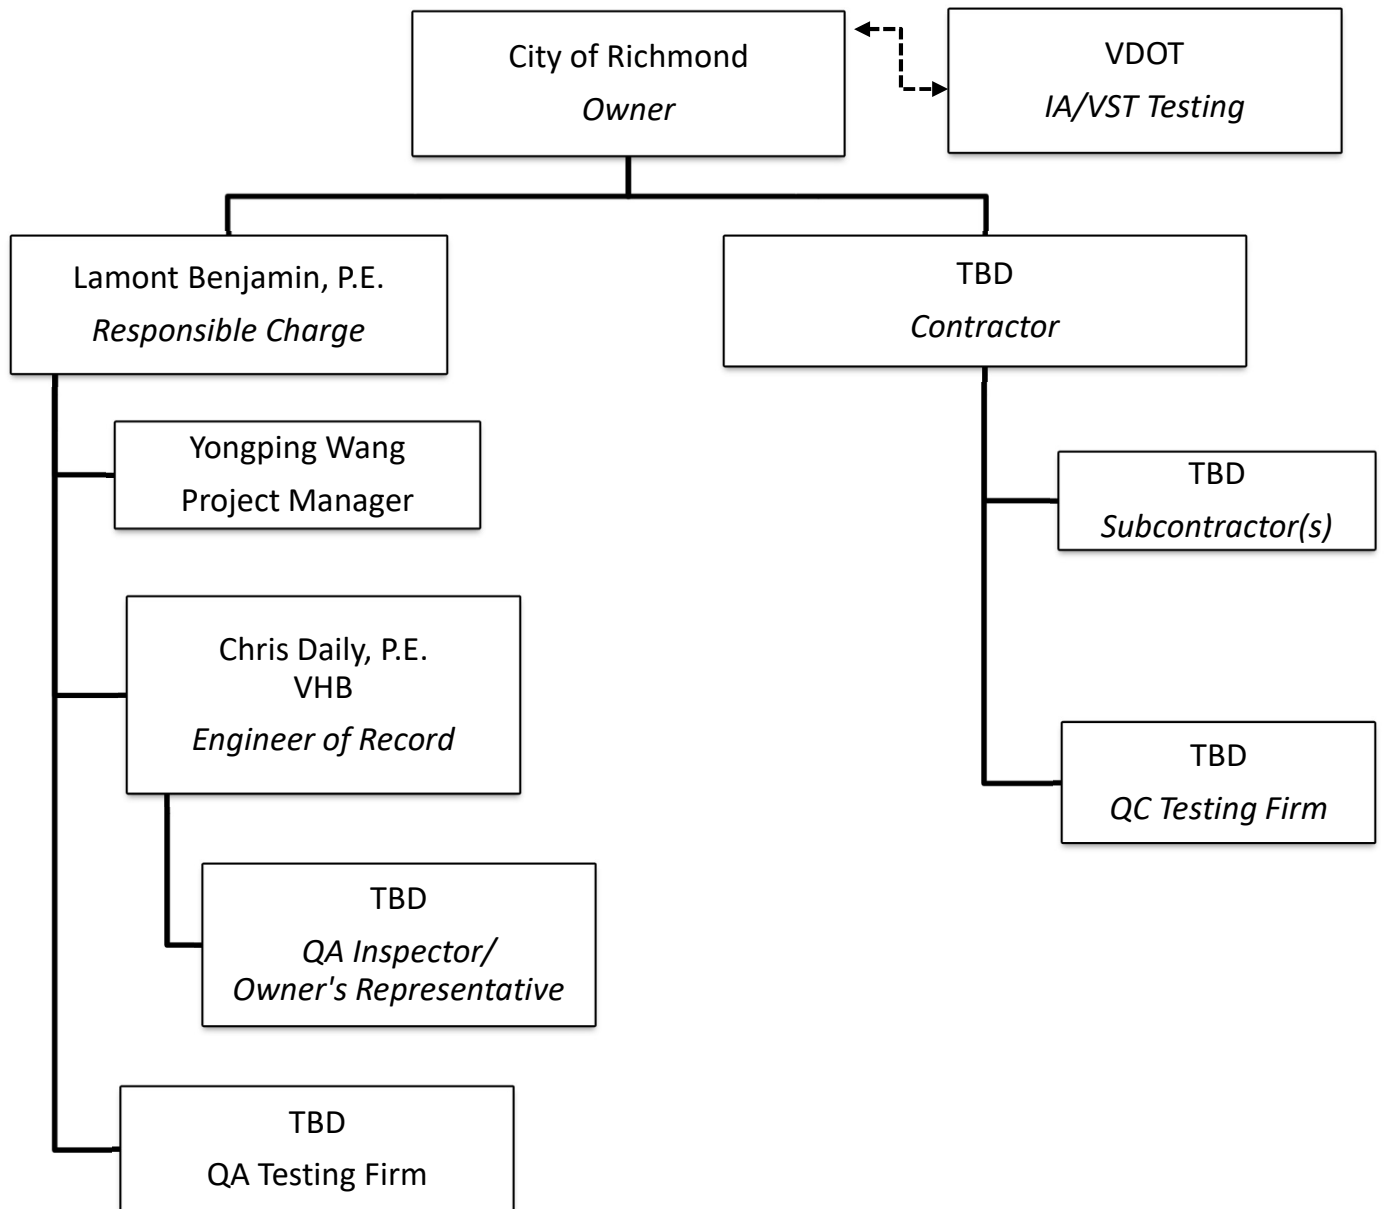 City of Richmond
Owner
VDOT
IA/VST Testing
Lamont Benjamin, P.E.
Responsible Charge
TBD
Contractor
Yongping Wang
Project Manager
TBD
Subcontractor(s)
Chris Daily, P.E.
VHB
Engineer of Record
TBD
QC Testing Firm
TBD
QA Inspector/
Owner's Representative
TBD
QA Testing Firm